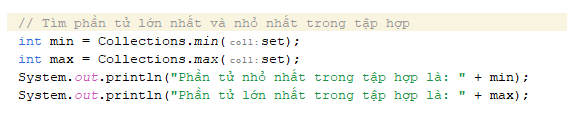 // Tìm phần tử lớn nhất và nhỏ nhất trong tập hợp
int min = Collections.min( coll: set);
int max = Collections.max( coll: set);
System.out.println("Phần tử nhỏ nhất trong tập hợp là: " + min);
System.out.println("Phần tử lớn nhất trong tập hợp là: " + max);